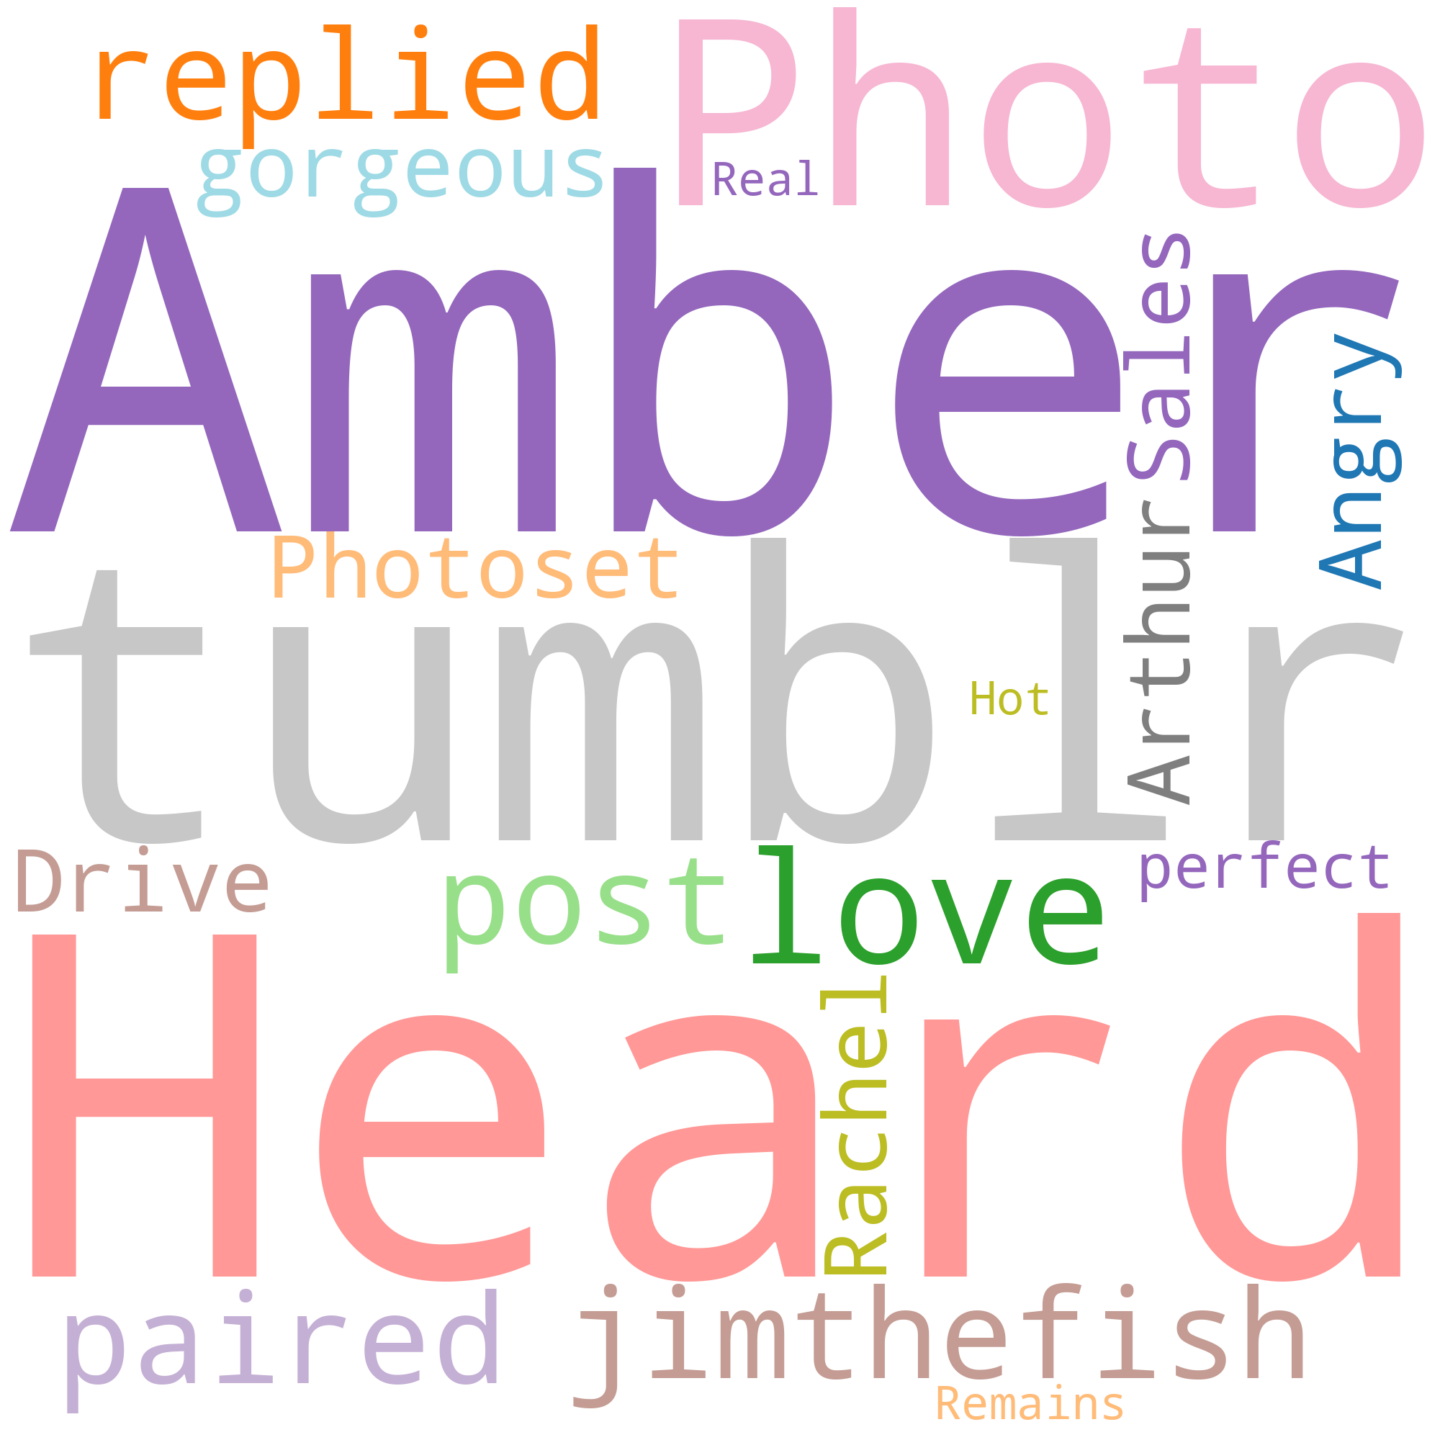 replied
Photo
gorgeous
Real
Amber
Sales
Angry
Photoset
tumblr
Hot
Arthur
Drive
post
love
perfect
Heard
Rachel
paired
jimthefish
Remains